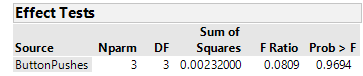 Effect Tests
Sum of
Source Nparm DF Squares F Ratio Prob > F
ButtonPushes 3 3 0.00232000 0.0809 0.9694